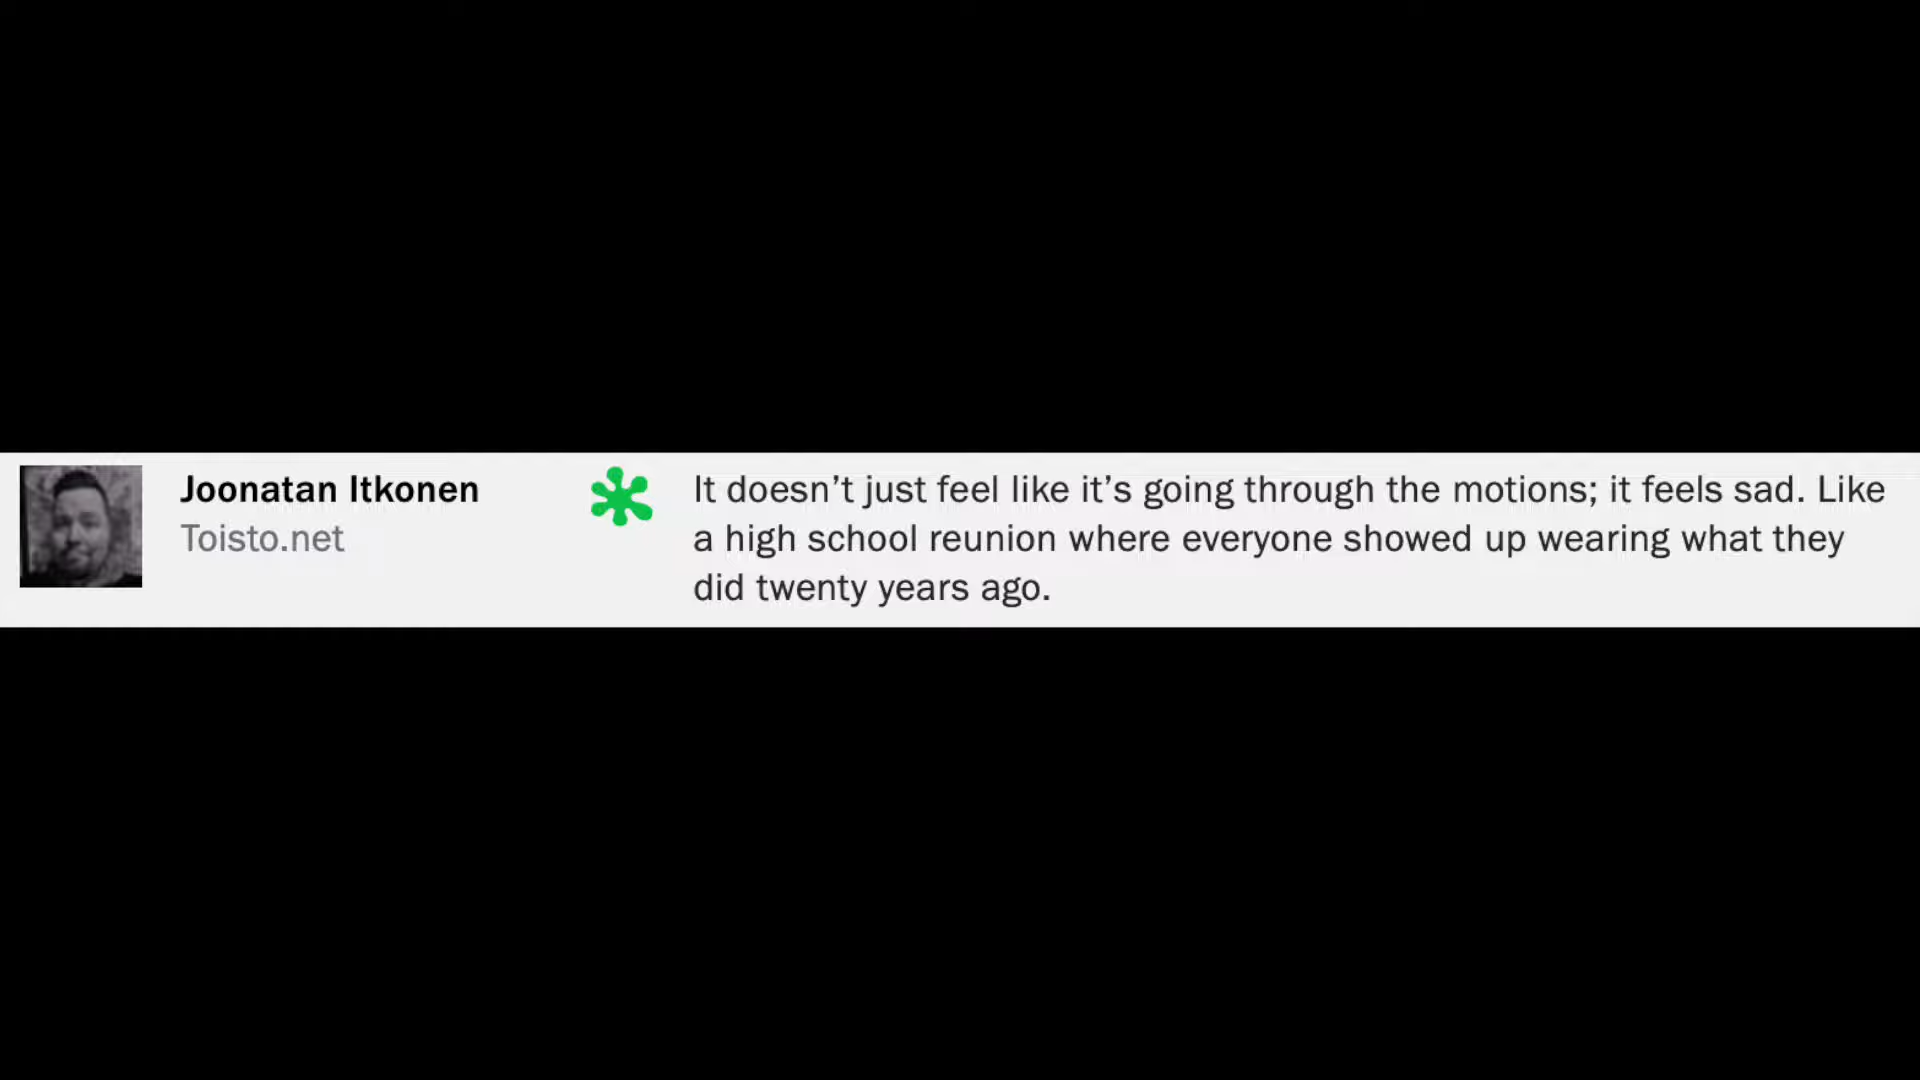 Joonatan Itkonen
Toisto.net
It doesn’t just feel like it’s going through the motions; it feels sad. Like
a high school reunion where everyone showed up wearing what they
did twenty years ago.